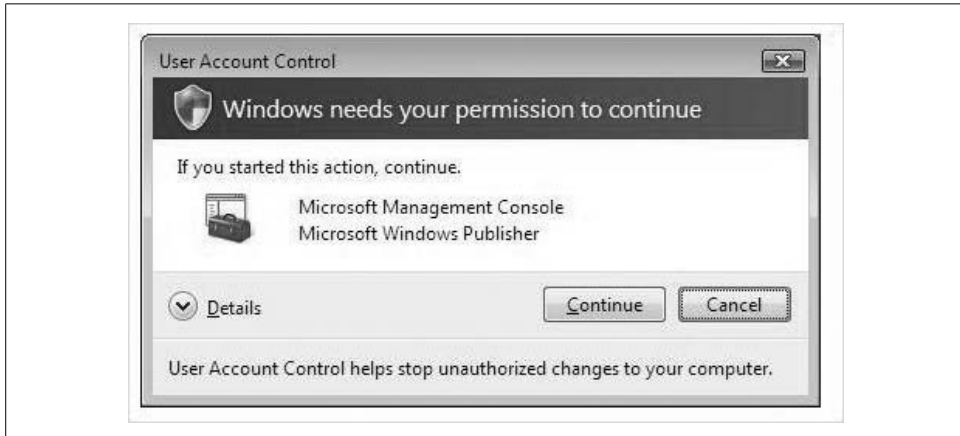 User Account Control
Windows needs your permission to continue
If you started this action, continue.
Microsoft Management Console
Microsoft Windows Publisher
Details
Continue
Cancel
User Account Control helps stop unauthorized changes to your computer.